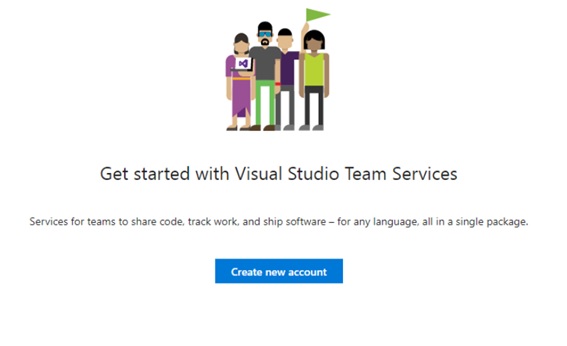 Get started with Visual Studio Team Services
Services for teams to share code, track work, and ship software – for any language, all in a single package.
Create new account